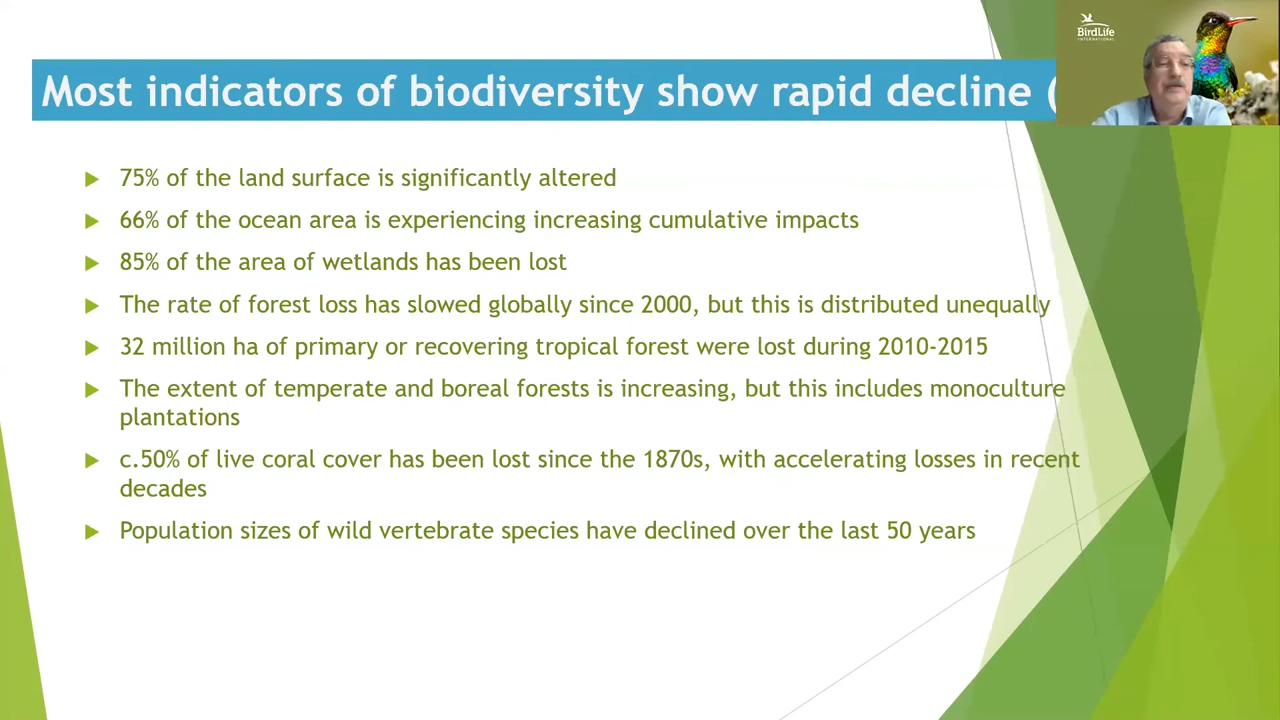 BirdLife
INTERNATIONAL
Most indicators of biodiversity show rapid decline (
75% of the land surface is significantly altered
66% of the ocean area is experiencing increasing cumulative impacts
85% of the area of wetlands has been lost
The rate of forest loss has slowed globally since 2000, but this is distributed unequally
32 million ha of primary or recovering tropical forest were lost during 2010-2015
The extent of temperate and boreal forests is increasing, but this includes monoculture
plantations
c.50% of live coral cover has been lost since the 1870s, with accelerating losses in recent
decades
Population sizes of wild vertebrate species have declined over the last 50 years